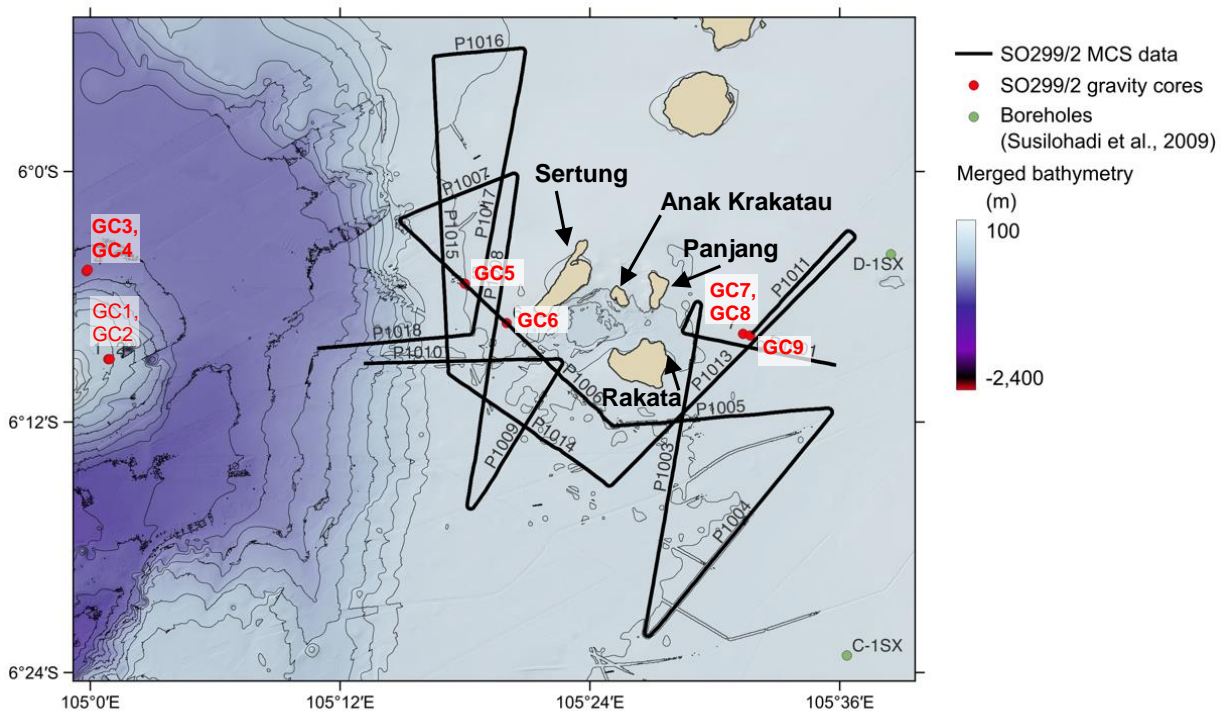 P1016
SO299/2 MCS data
SO299/2 gravity cores
Boreholes
(Susilohadi et al., 2009)
Merged bathymetry
(m)
100
-2,400
6°0'S
6°12'S
6°24'S
105°0'E
105°12'E
105°24'E
105°36'E
Sertung
Anak Krakatau
Panjang
Rakata
P1007
P1017
P1015
GC3,
GC4
GC1,
GC2
GC5
GC6
GC7,
GC8
GC9
D-1SX
C-1SX
P1011
P1018
P1010
P1006
P1013
P1005
P1009
P1014
P1003
P1004